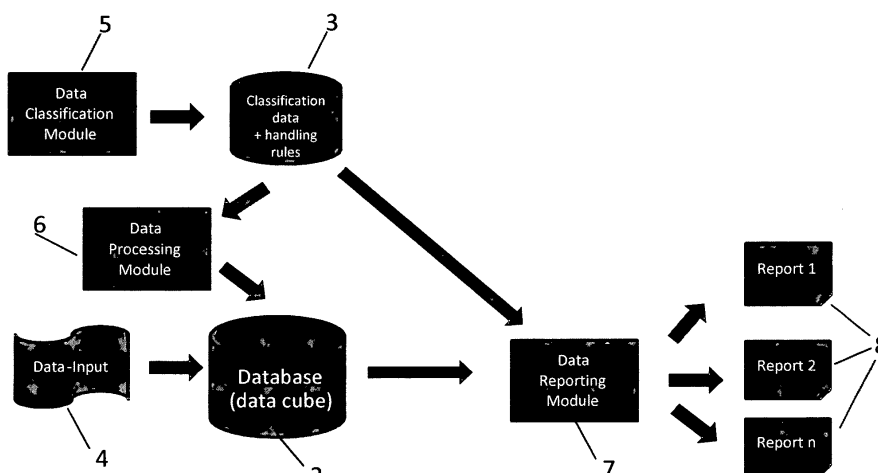 5
3
Data
Classification
Module
Classification
data
+ handling
rules
6
Data
Processing
Module
Report 1
Data-Input
Database
(data cube)
Data
Reporting
Module
Report 2
8
Report n
4
7